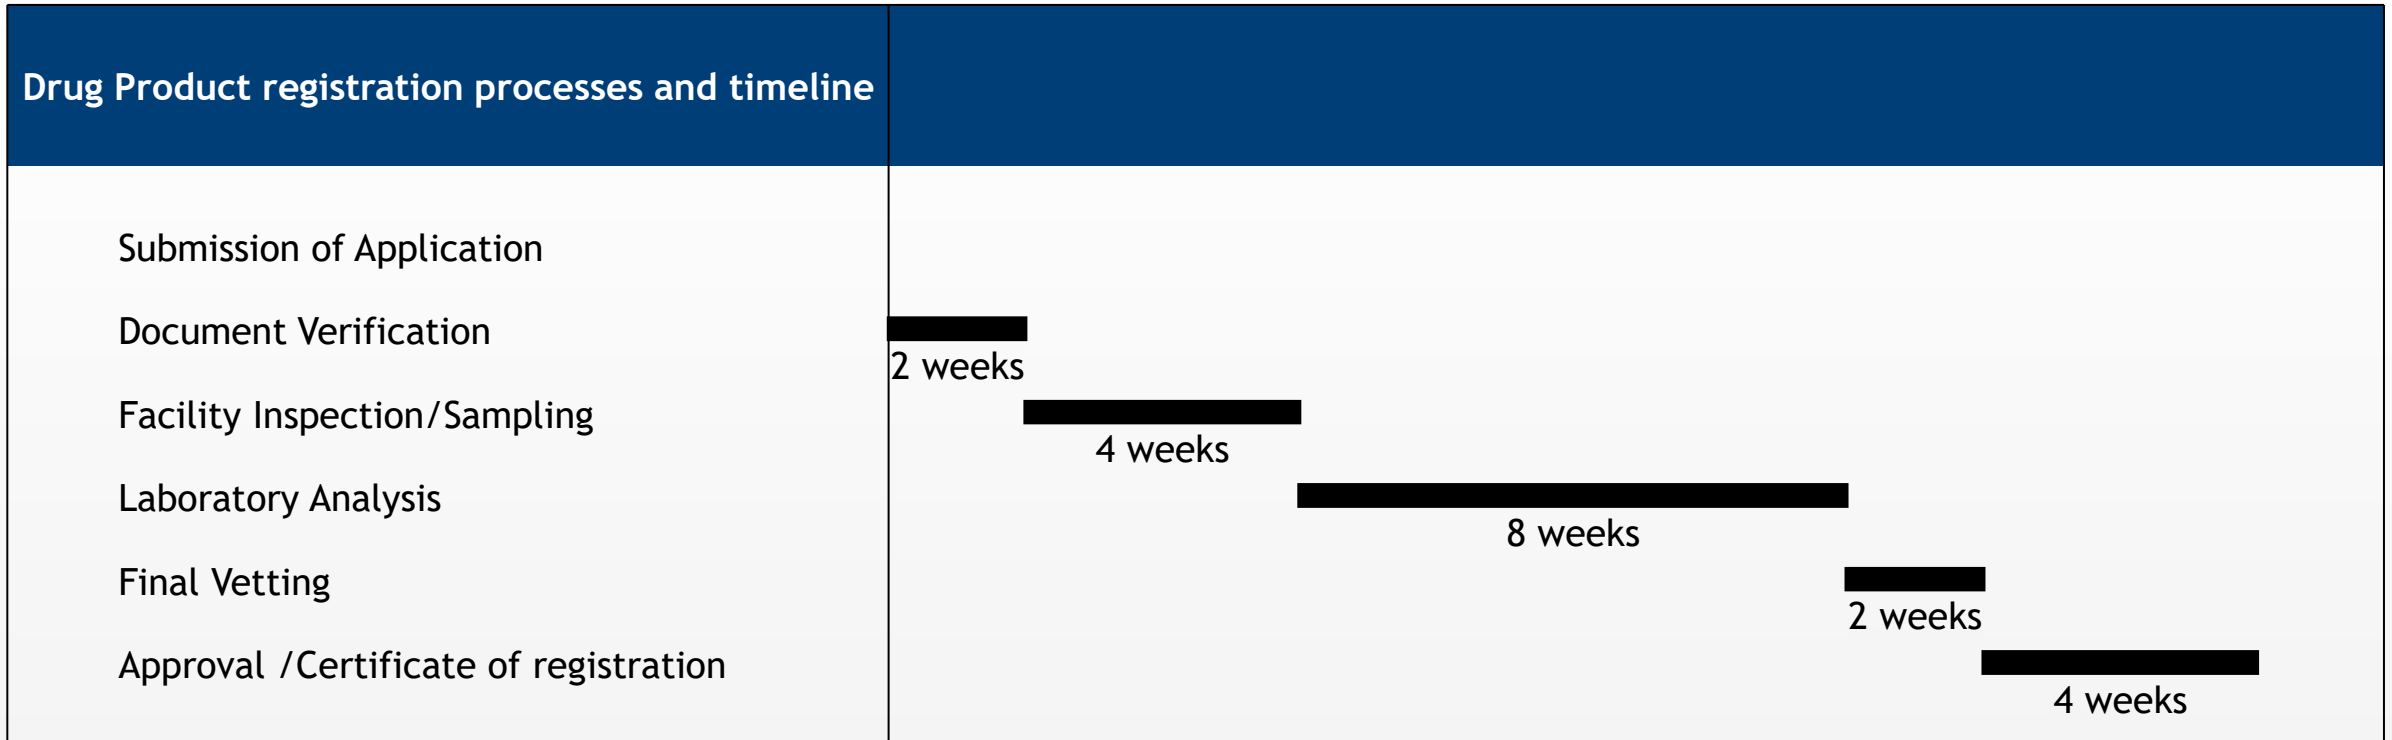 Drug Product registration processes and timeline
Submission of Application
Document Verification
2 weeks
Facility Inspection/Sampling
4 weeks
Laboratory Analysis
8 weeks
Final Vetting
2 weeks
Approval /Certificate of registration
4 weeks